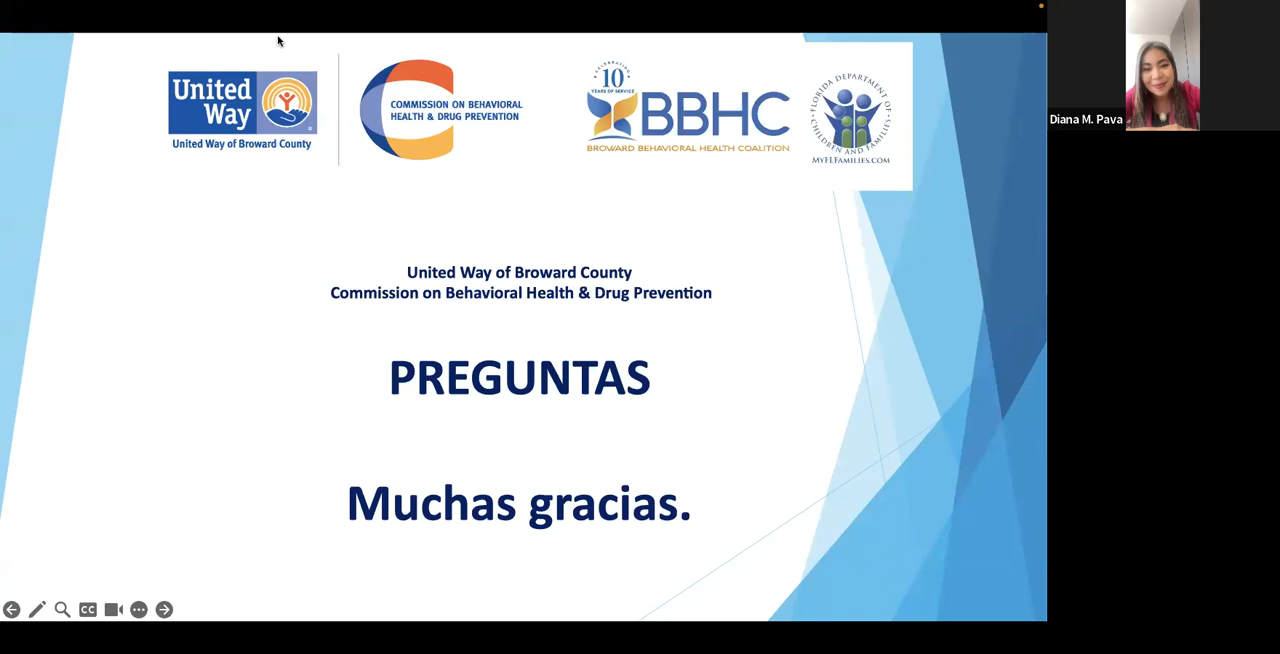 United
Way
United Way of Broward County
COMMISSION ON BEHAVIORAL
HEALTH & DRUG PREVENTION
CELEBRATING
10
YEARS OF SERVICE
BBHC
BROWARD BEHAVIORAL HEALTH COALITION
FLORIDA DEPARTMENT OF
CHILDREN AND FAMILIES
MYFLFAMILIES.COM
Diana M. Pava
United Way of Broward County
Commission on Behavioral Health & Drug Prevention
PREGUNTAS
Muchas gracias.
CC